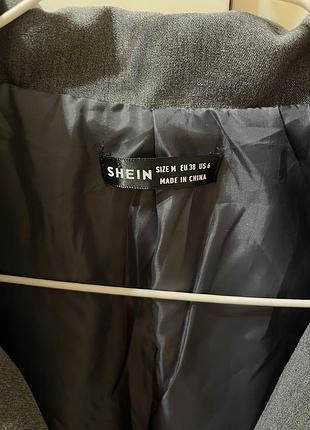 SHEIN
SIZE M EU 38 US 6
MADE IN CHINA